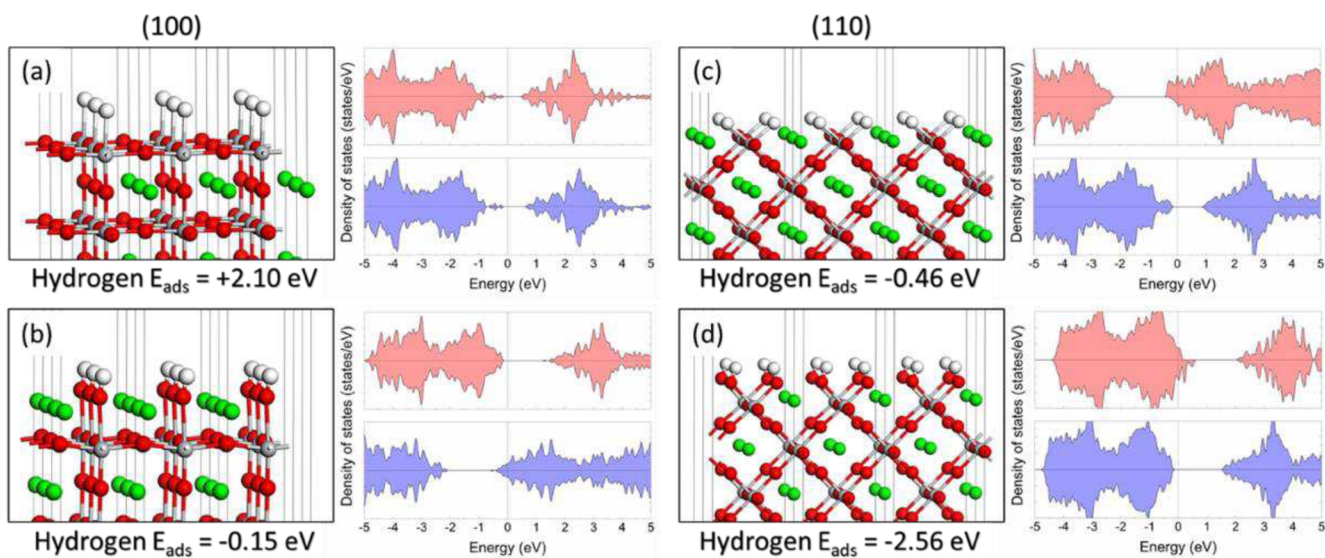 (100)
(110)
(a)
Density of states (states/eV)
-5 -4 -3 -2 -1 0 1 2 3 4 5
Energy (eV)
Hydrogen Eads = +2.10 eV
(c)
Density of states (states/eV)
-5 -4 -3 -2 -1 0 1 2 3 4 5
Energy (eV)
Hydrogen Eads = -0.46 eV
(b)
Density of states (states/eV)
-5 -4 -3 -2 -1 0 1 2 3 4 5
Energy (eV)
Hydrogen Eads = -0.15 eV
(d)
Density of states (states/eV)
-5 -4 -3 -2 -1 0 1 2 3 4 5
Energy (eV)
Hydrogen Eads = -2.56 eV